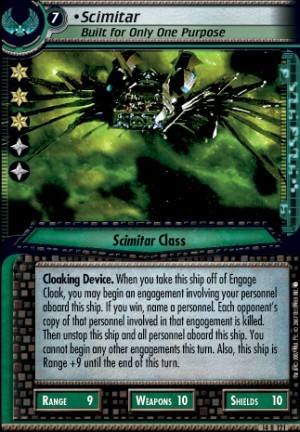 7
•Scimitar
Built for Only One Purpose
Scimitar Class
Cloaking Device. When you take this ship off of Engage
Cloak, you may begin an engagement involving your personnel
aboard this ship. If you win, name a personnel. Each opponent's
copy of that personnel involved in that engagement is killed.
Then unstop this ship and all personnel aboard this ship. You
cannot begin any other engagements this turn. Also, this ship is
Range +9 until the end of this turn.
RANGE 9
WEAPONS 10
SHIELDS 10